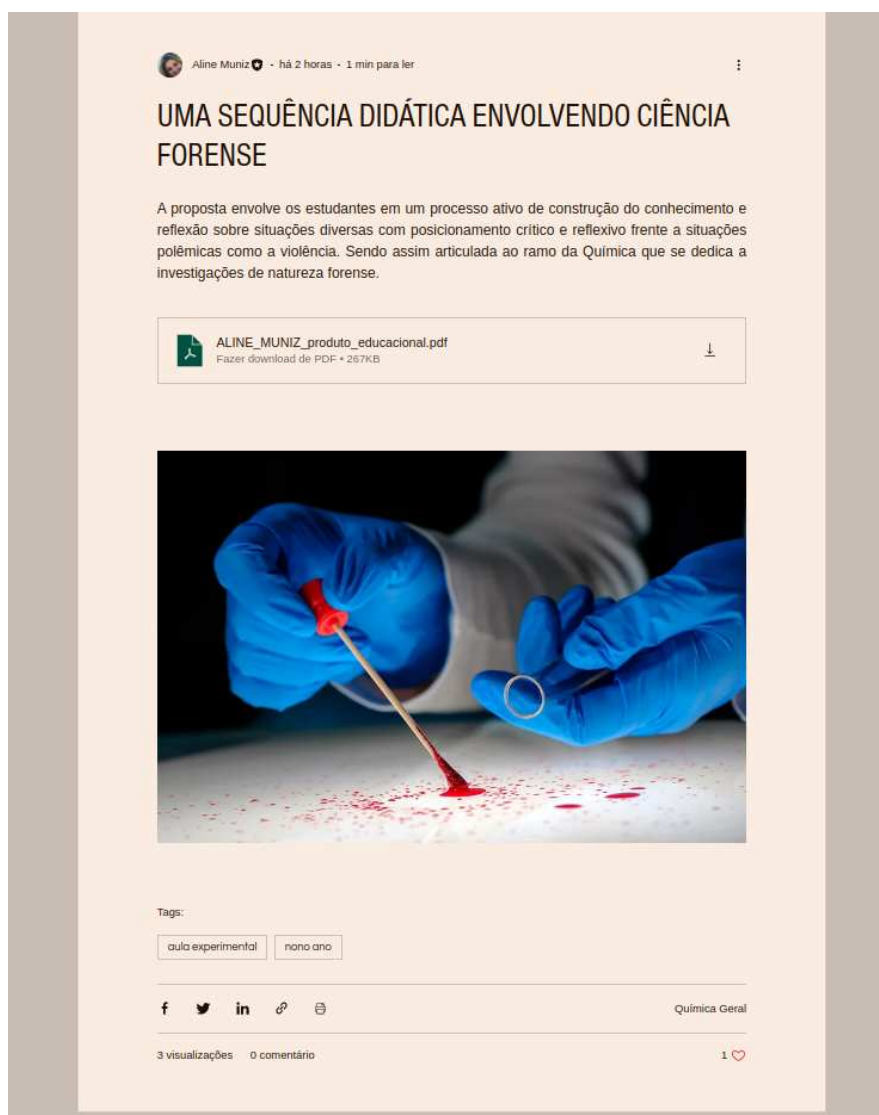 Aline Muniz · há 2 horas · 1 min para ler
UMA SEQUÊNCIA DIDÁTICA ENVOLVENDO CIÊNCIA
FORENSE
A proposta envolve os estudantes em um processo ativo de construção do conhecimento e
reflexão sobre situações diversas com posicionamento crítico e reflexivo frente a situações
polêmicas como a violência. Sendo assim articulada ao ramo da Química que se dedica a
investigações de natureza forense.
ALINE_MUNIZ_produto_educacional.pdf
Fazer download de PDF • 267KB
Tags:
aula experimental nono ano
Química Geral
3 visualizações 0 comentário 1